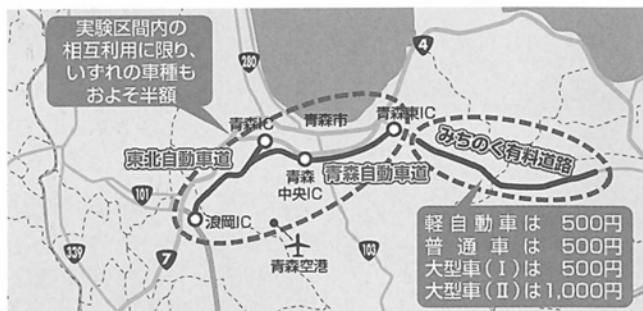 実験区間内の
相互利用に限り、
いずれの車種も
およそ半額
280
4
青森IC
青森市
青森東IC
みちのく有料道路
東北自動車道
青森
中央IC
青森自動車道
101
浪岡IC
339
7
青森空港
103
軽自動車は 500円
普通車は 500円
大型車(Ⅰ)は 500円
大型車(Ⅱ)は1,000円